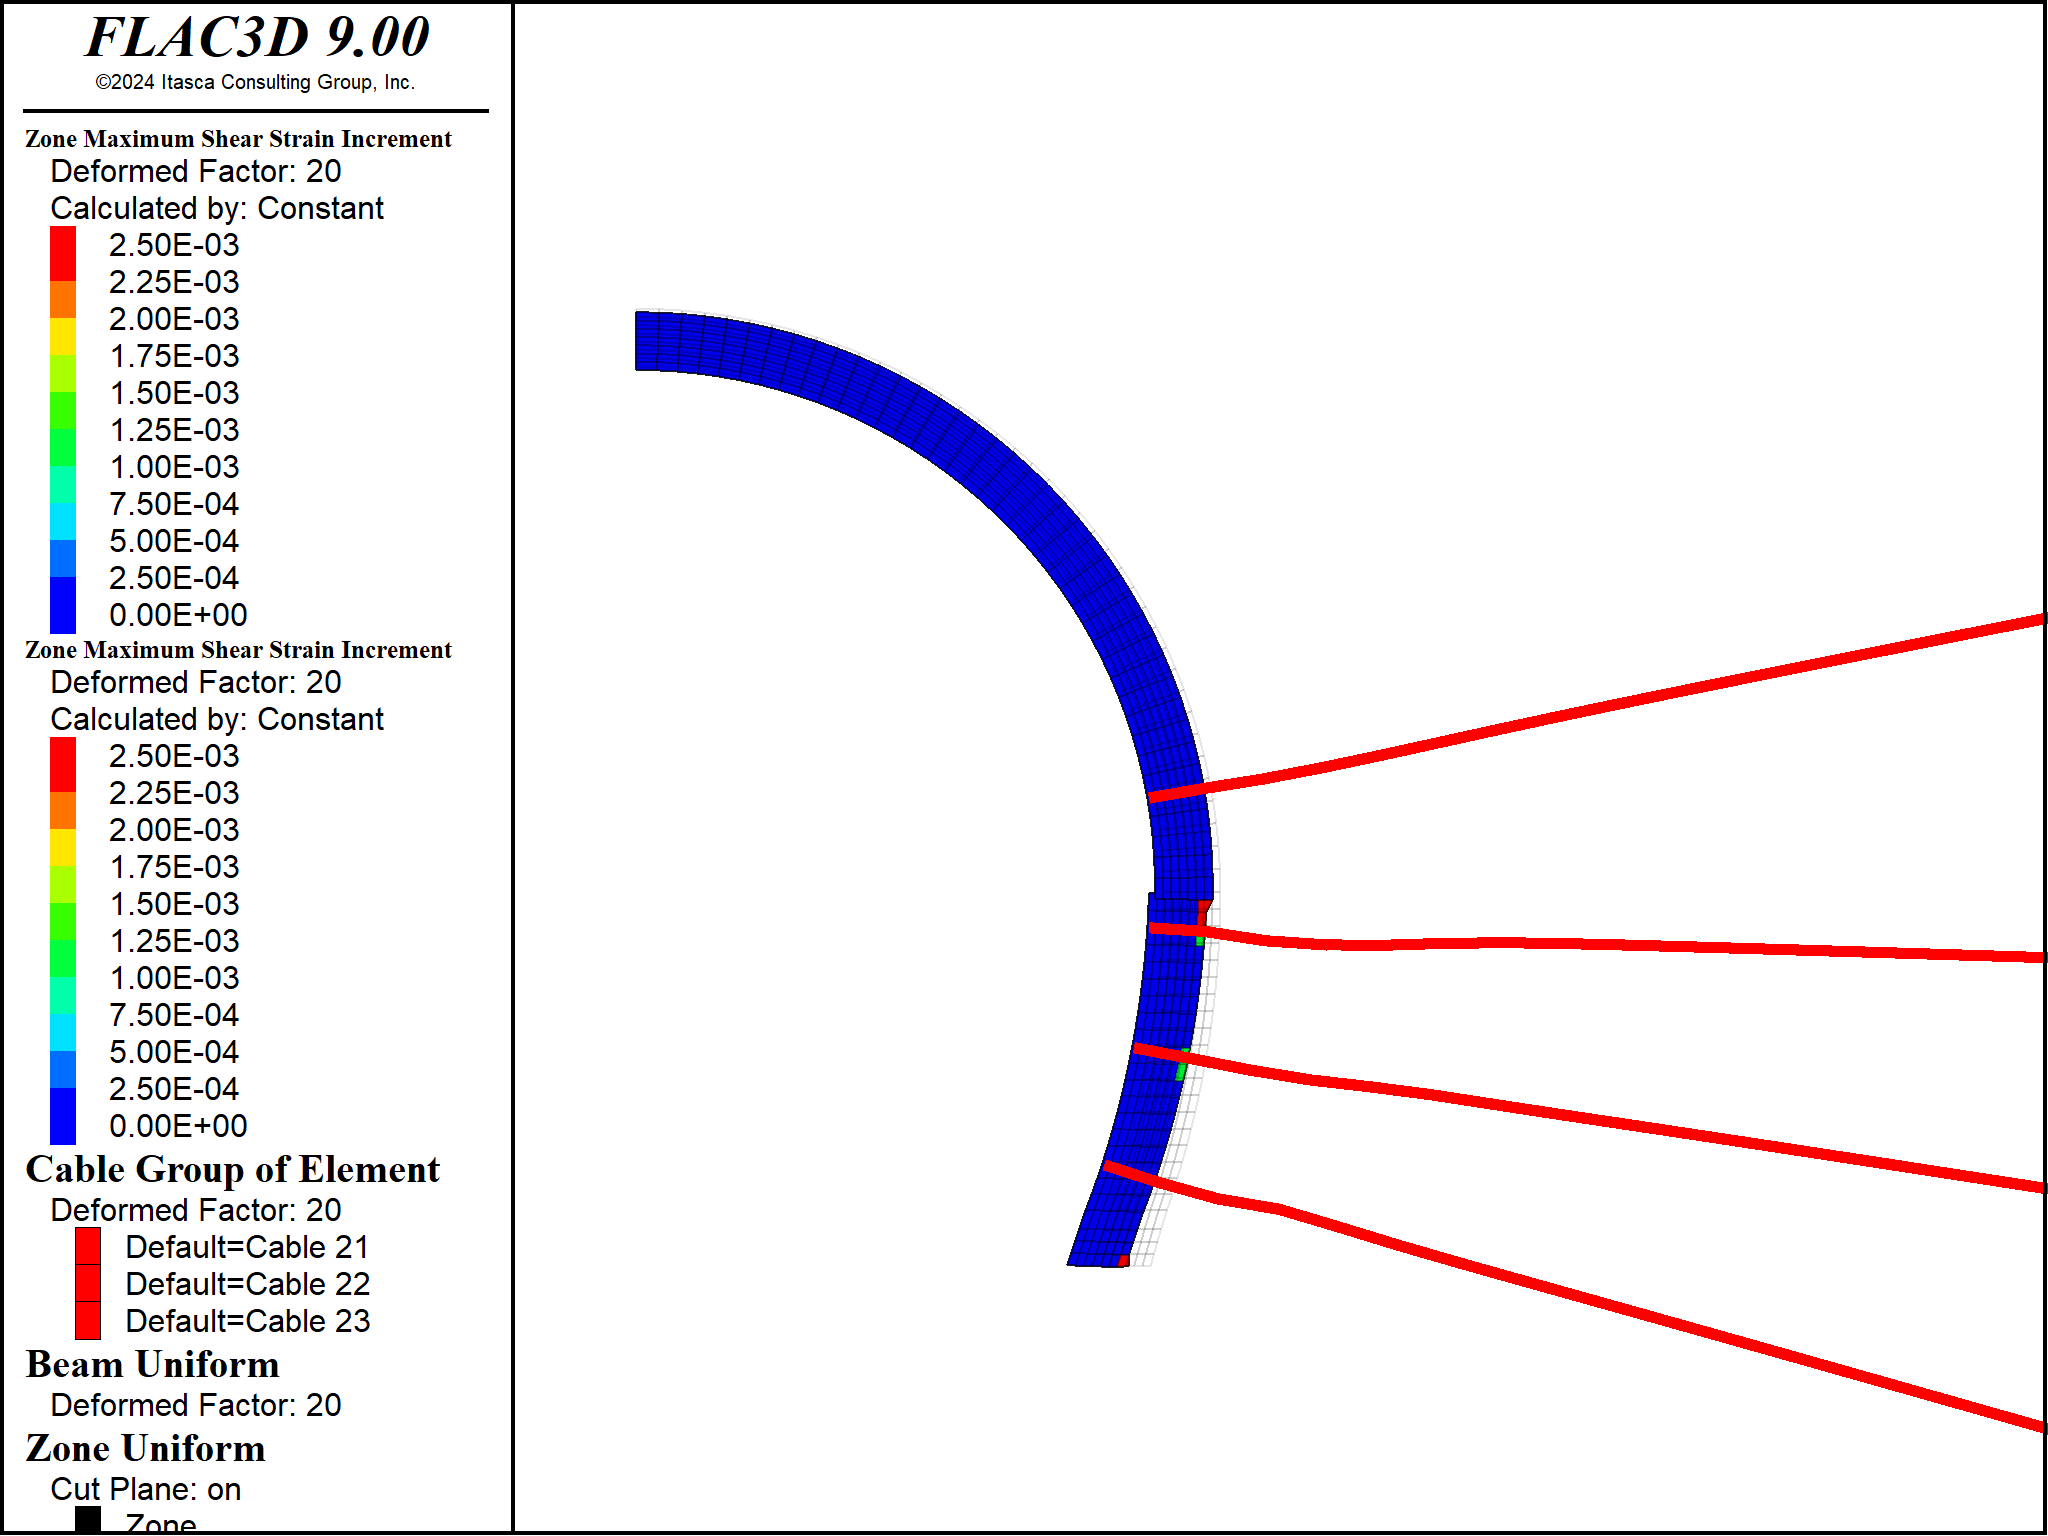 FLAC3D 9.00
©2024 Itasca Consulting Group, Inc.
Zone Maximum Shear Strain Increment
Deformed Factor: 20
Calculated by: Constant
2.50E-03
2.25E-03
2.00E-03
1.75E-03
1.50E-03
1.25E-03
1.00E-03
7.50E-04
5.00E-04
2.50E-04
0.00E+00
Zone Maximum Shear Strain Increment
Deformed Factor: 20
Calculated by: Constant
2.50E-03
2.25E-03
2.00E-03
1.75E-03
1.50E-03
1.25E-03
1.00E-03
7.50E-04
5.00E-04
2.50E-04
0.00E+00
Cable Group of Element
Deformed Factor: 20
Default=Cable 21
Default=Cable 22
Default=Cable 23
Beam Uniform
Deformed Factor: 20
Zone Uniform
Cut Plane: on
Zone